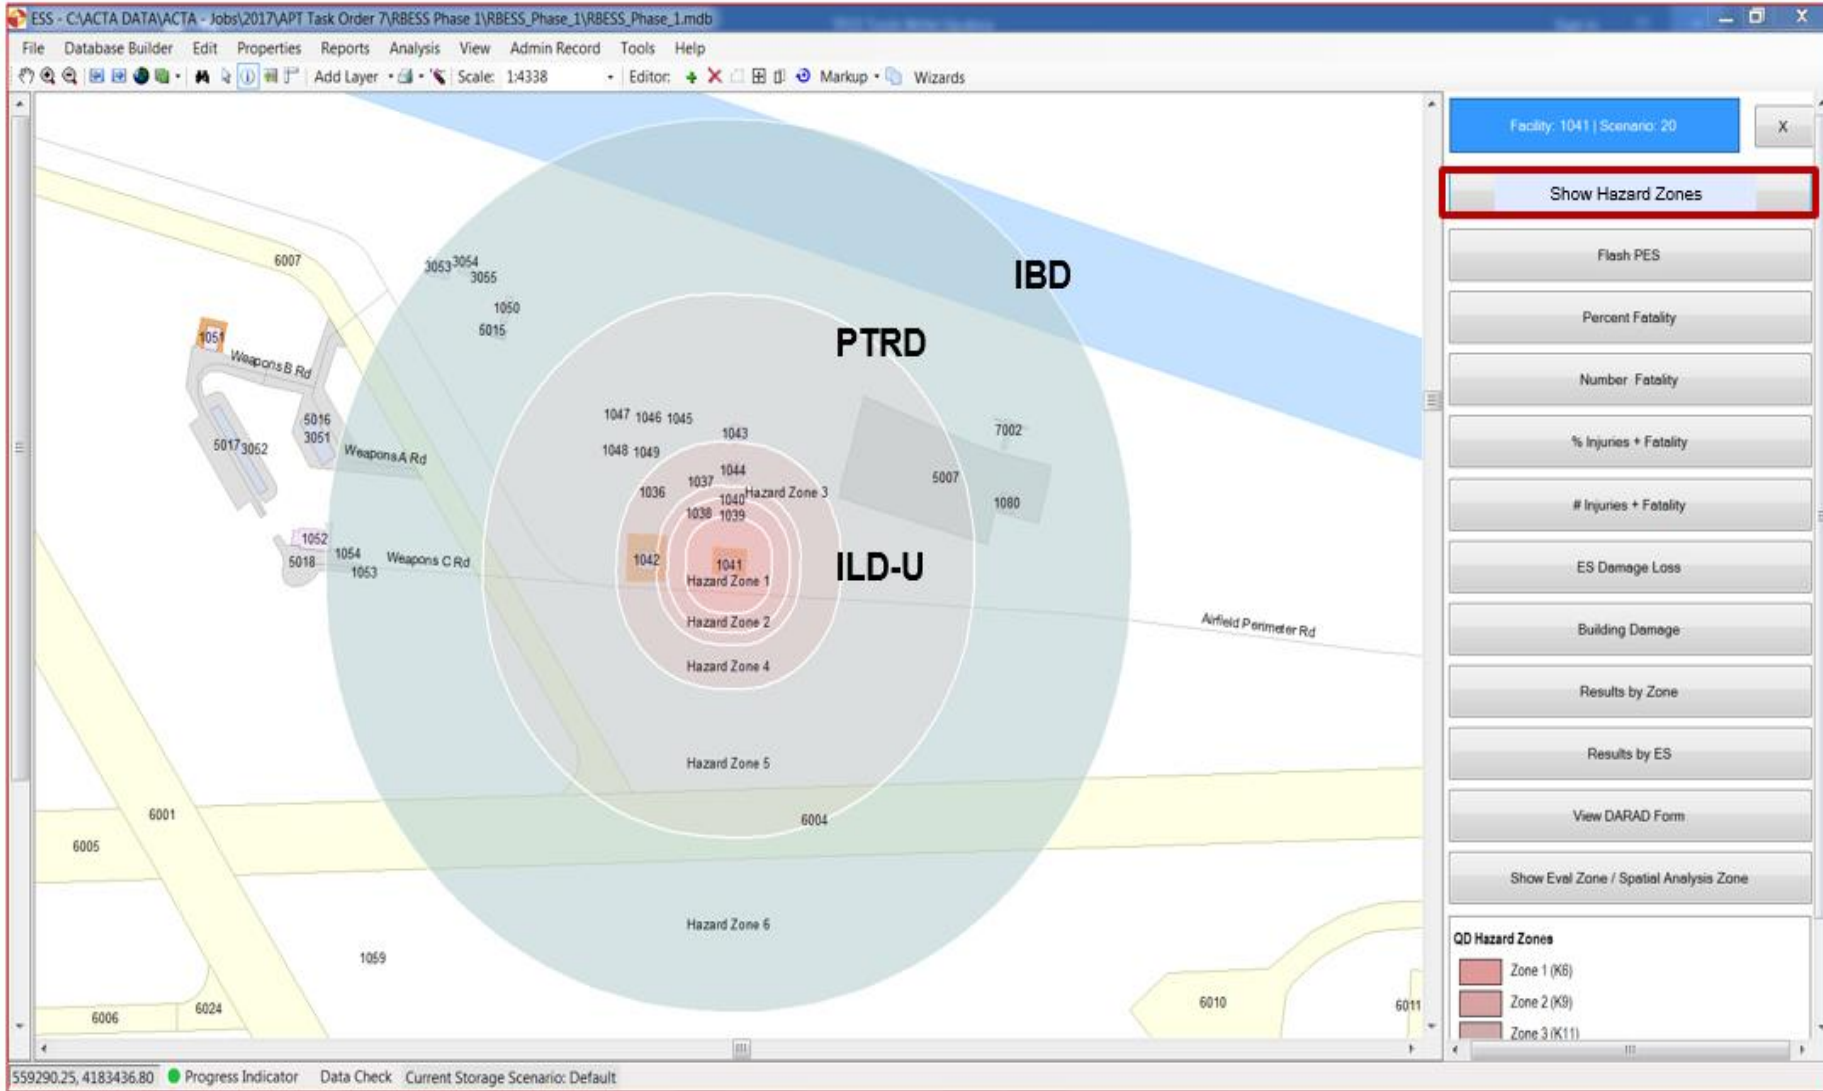 ESS - C:\ACTA DATA\ACTA - Jobs\2017\APT Task Order 7\RBESS Phase 1\RBESS_Phase_1\RBESS_Phase_1.mdb
File Database Builder Edit Properties Reports Analysis View Admin Record Tools Help
Add Layer Scale: 1:4338 Editor: Markup Wizards
Facility: 1041 | Scenario: 20 X
Show Hazard Zones
Flash PES
Percent Fatality
Number Fatality
% Injuries + Fatality
# Injuries + Fatality
ES Damage Loss
Building Damage
Results by Zone
Results by ES
View DARAD Form
Show Eval Zone / Spatial Analysis Zone
QD Hazard Zones
Zone 1 (K6)
Zone 2 (K9)
Zone 3 (K11)
6007
3053 3054
3055
1050
5015
IBD
PTRD
1051
Weapons B Rd
5016
3051
5017 3052
Weapons A Rd
1047 1046 1045
1043
1048 1049
1044
1037
1036
1040 Hazard Zone 3
1038 1039
7002
5007
1080
1052
5018
1054
1053
Weapons C Rd
1042
1041
Hazard Zone 1
ILD-U
Hazard Zone 2
Airfield Perimeter Rd
Hazard Zone 4
Hazard Zone 5
6004
6001
6005
Hazard Zone 6
1059
6024
6006
6010
6011
559290.25, 4183436.80 Progress Indicator Data Check Current Storage Scenario: Default